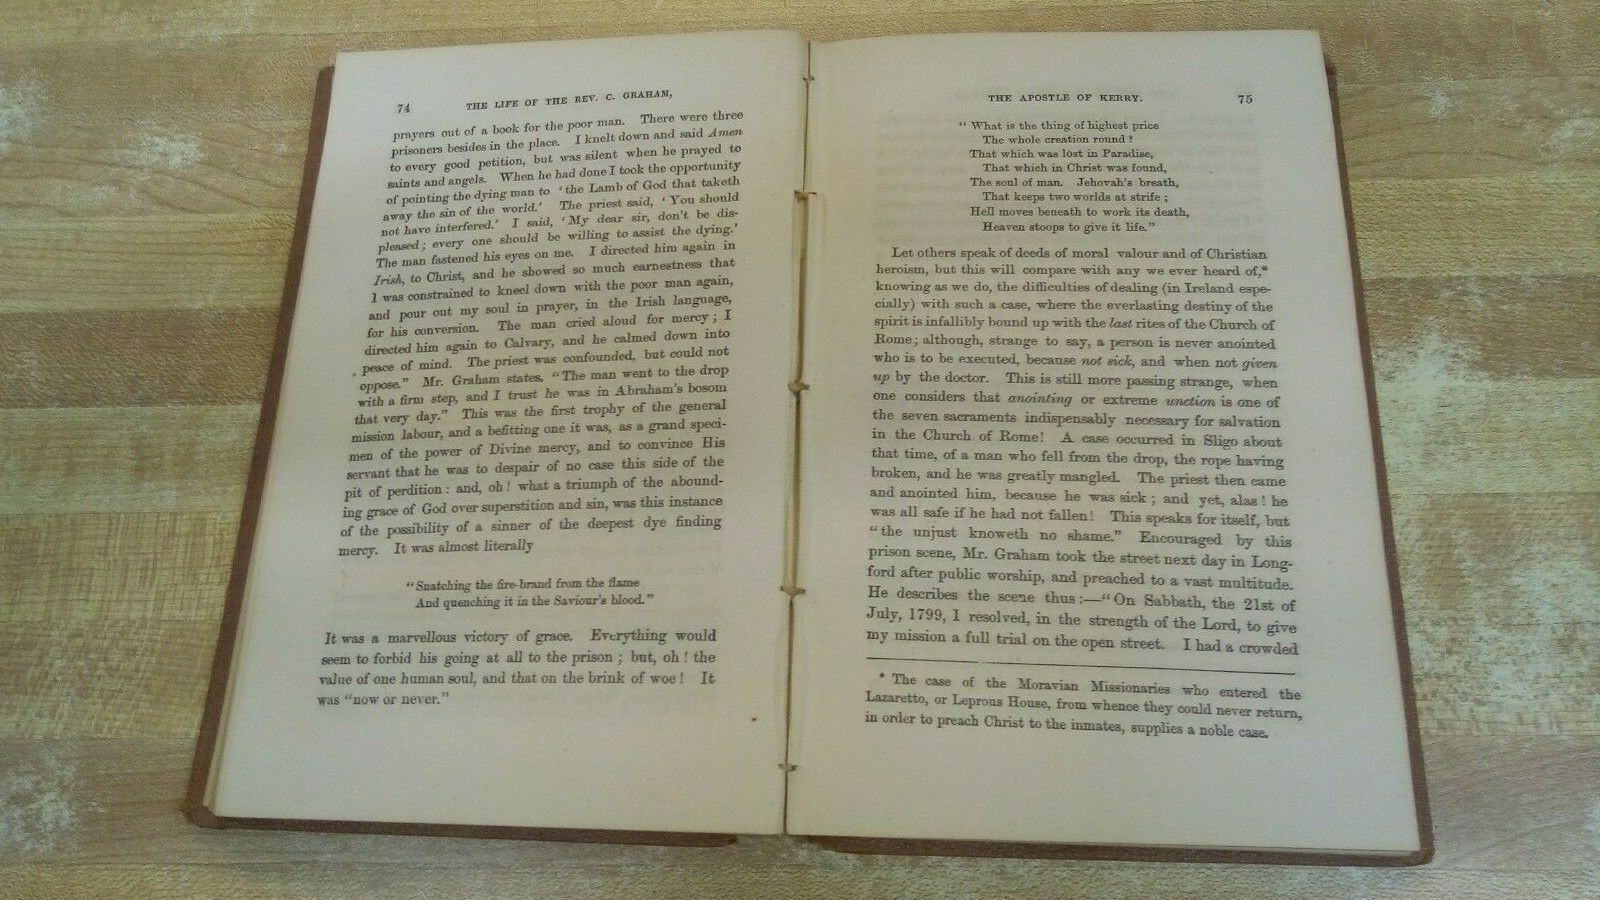 74 THE LIFE OF THE REV. C. GRAHAM,
prayers out of a book for the poor man. There were three
prisoners besides in the place. I knelt down and said Amen
to every good petition, but was silent when he prayed to
saints and angels. When he had done I took the opportunity
of pointing the dying man to ‘the Lamb of God that taketh
away the sin of the world.’ The priest said, ‘You should
not have interfered.’ I said, ‘My dear sir, don’t be dis-
pleased; every one should be willing to assist the dying.’
The man fastened his eyes on me. I directed him again in
Irish, to Christ, and he showed so much earnestness that
I was constrained to kneel down with the poor man again,
and pour out my soul in prayer, in the Irish language,
for his conversion. The man cried aloud for mercy; I
directed him again to Calvary, and he calmed down into
peace of mind. The priest was confounded, but could not
oppose.” Mr. Graham states, “The man went to the drop
with a firm step, and I trust he was in Abraham’s bosom
that very day.” This was the first trophy of the general
mission labour, and a befitting one it was, as a grand speci-
men of the power of Divine mercy, and to convince His
servant that he was to despair of no case this side of the
pit of perdition: and, oh! what a triumph of the abound-
ing grace of God over superstition and sin, was this instance
of the possibility of a sinner of the deepest dye finding
mercy. It was almost literally
“Snatching the fire-brand from the flame
And quenching it in the Saviour’s blood.”
It was a marvellous victory of grace. Everything would
seem to forbid his going at all to the prison; but, oh! the
value of one human soul, and that on the brink of woe! It
was “now or never.”
THE APOSTLE OF KERRY. 75
“What is the thing of highest price
The whole creation round?
That which was lost in Paradise,
That which in Christ was found,
The soul of man. Jehovah’s breath,
That keeps two worlds at strife;
Hell moves beneath to work its death,
Heaven stoops to give it life.”
Let others speak of deeds of moral valour and of Christian
heroism, but this will compare with any we ever heard of,*
knowing as we do, the difficulties of dealing (in Ireland espe-
cially) with such a case, where the everlasting destiny of the
spirit is infallibly bound up with the last rites of the Church of
Rome; although, strange to say, a person is never anointed
who is to be executed, because not sick, and when not given
up by the doctor. This is still more passing strange, when
one considers that anointing or extreme unction is one of
the seven sacraments indispensably necessary for salvation
in the Church of Rome! A case occurred in Sligo about
that time, of a man who fell from the drop, the rope having
broken, and he was greatly mangled. The priest then came
and anointed him, because he was sick; and yet, alas! he
was all safe if he had not fallen! This speaks for itself, but
“the unjust knoweth no shame.” Encouraged by this
prison scene, Mr. Graham took the street next day in Long-
ford after public worship, and preached to a vast multitude.
He describes the scene thus:—“On Sabbath, the 21st of
July, 1799, I resolved, in the strength of the Lord, to give
my mission a full trial on the open street. I had a crowded
* The case of the Moravian Missionaries who entered the
Lazaretto, or Leprous House, from whence they could never return,
in order to preach Christ to the inmates, supplies a noble case.